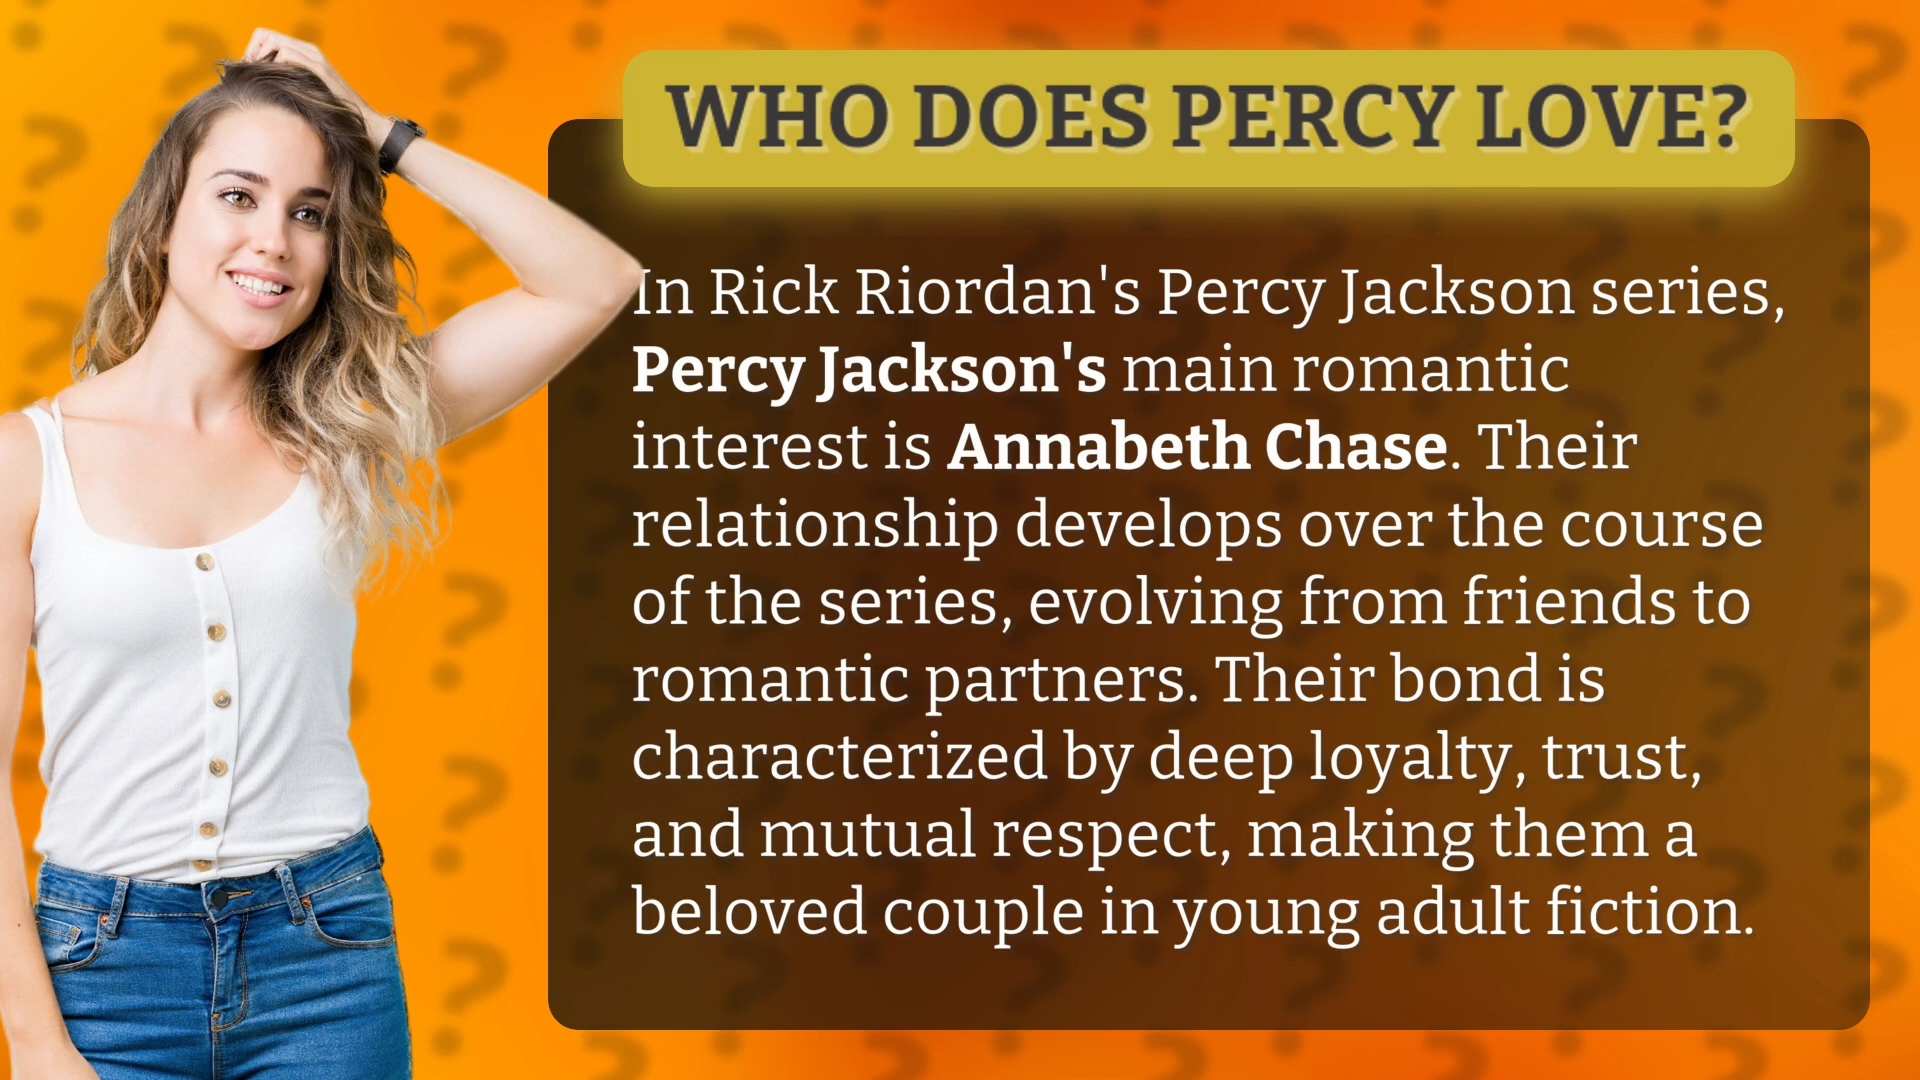 WHO DOES PERCY LOVE?
In Rick Riordan's Percy Jackson series,
Percy Jackson's main romantic
interest is Annabeth Chase. Their
relationship develops over the course
of the series, evolving from friends to
romantic partners. Their bond is
characterized by deep loyalty, trust,
and mutual respect, making them a
beloved couple in young adult fiction.